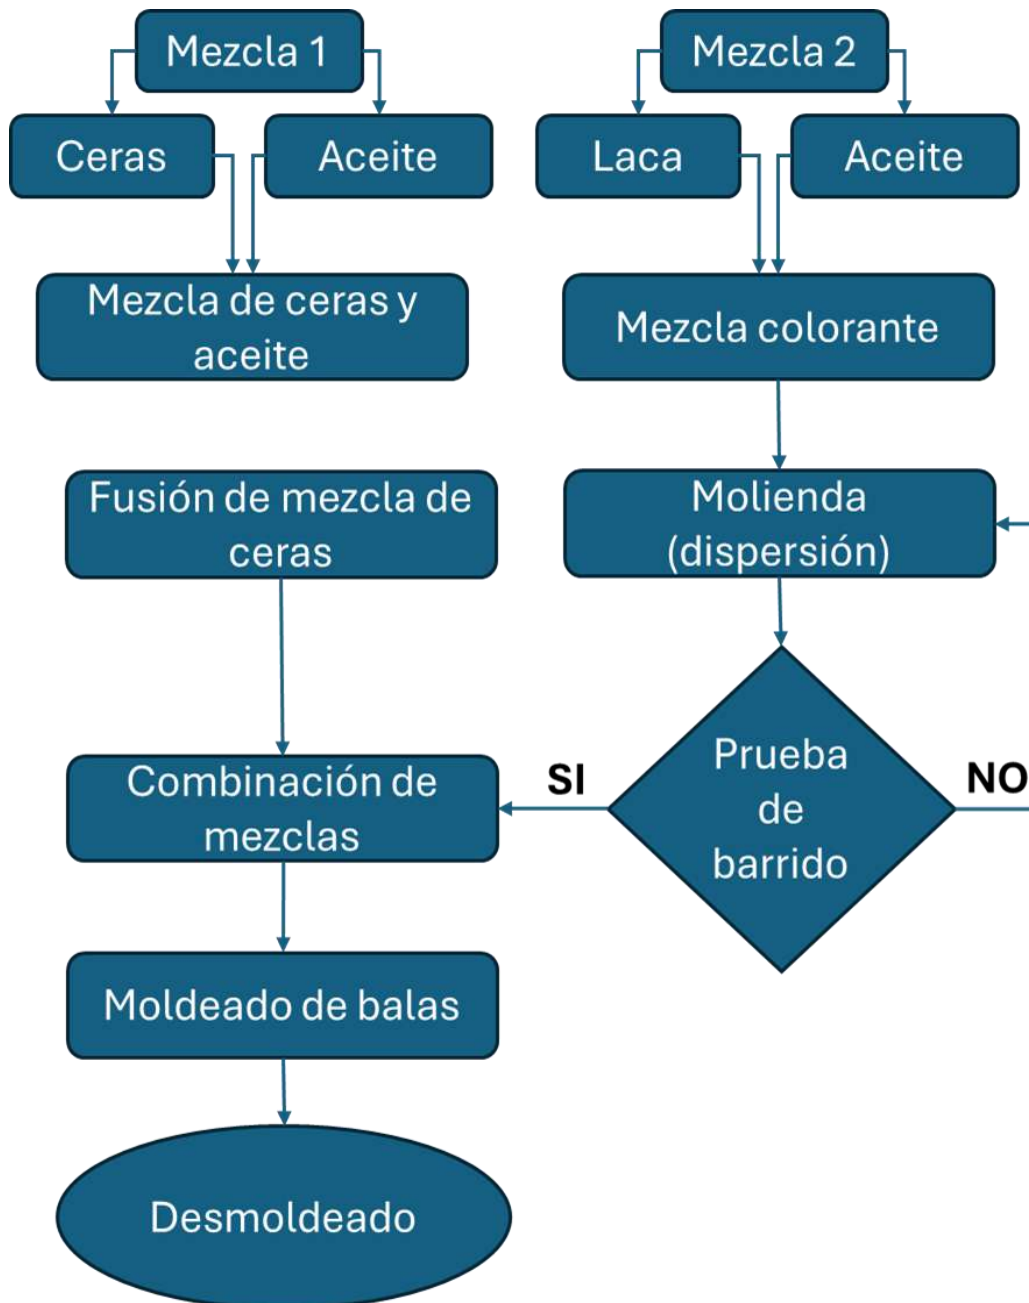 Mezcla 1
Mezcla 2
Ceras
Aceite
Laca
Aceite
Mezcla de ceras y
aceite
Mezcla colorante
Fusión de mezcla de
ceras
Molienda
(dispersión)
Combinación de
mezclas
SI
Prueba
de
barrido
NO
Moldeado de balas
Desmoldeado